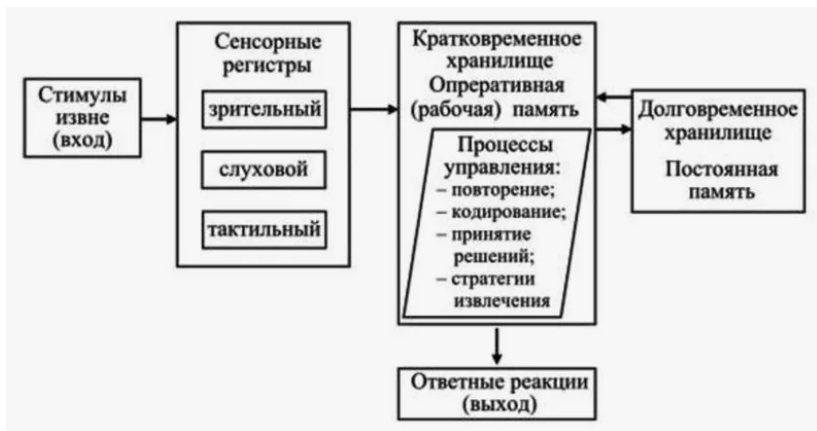 Стимулы
извне
(вход)
Сенсорные
регистры
зрительный
слуховой
тактильный
Кратковременное
хранилище
Опреративная
(рабочая) память
Процессы
управления:
– повторение;
– кодирование;
– принятие
решений;
– стратегии
извлечения
Долговременное
хранилище
Постоянная
память
Ответные реакции
(выход)